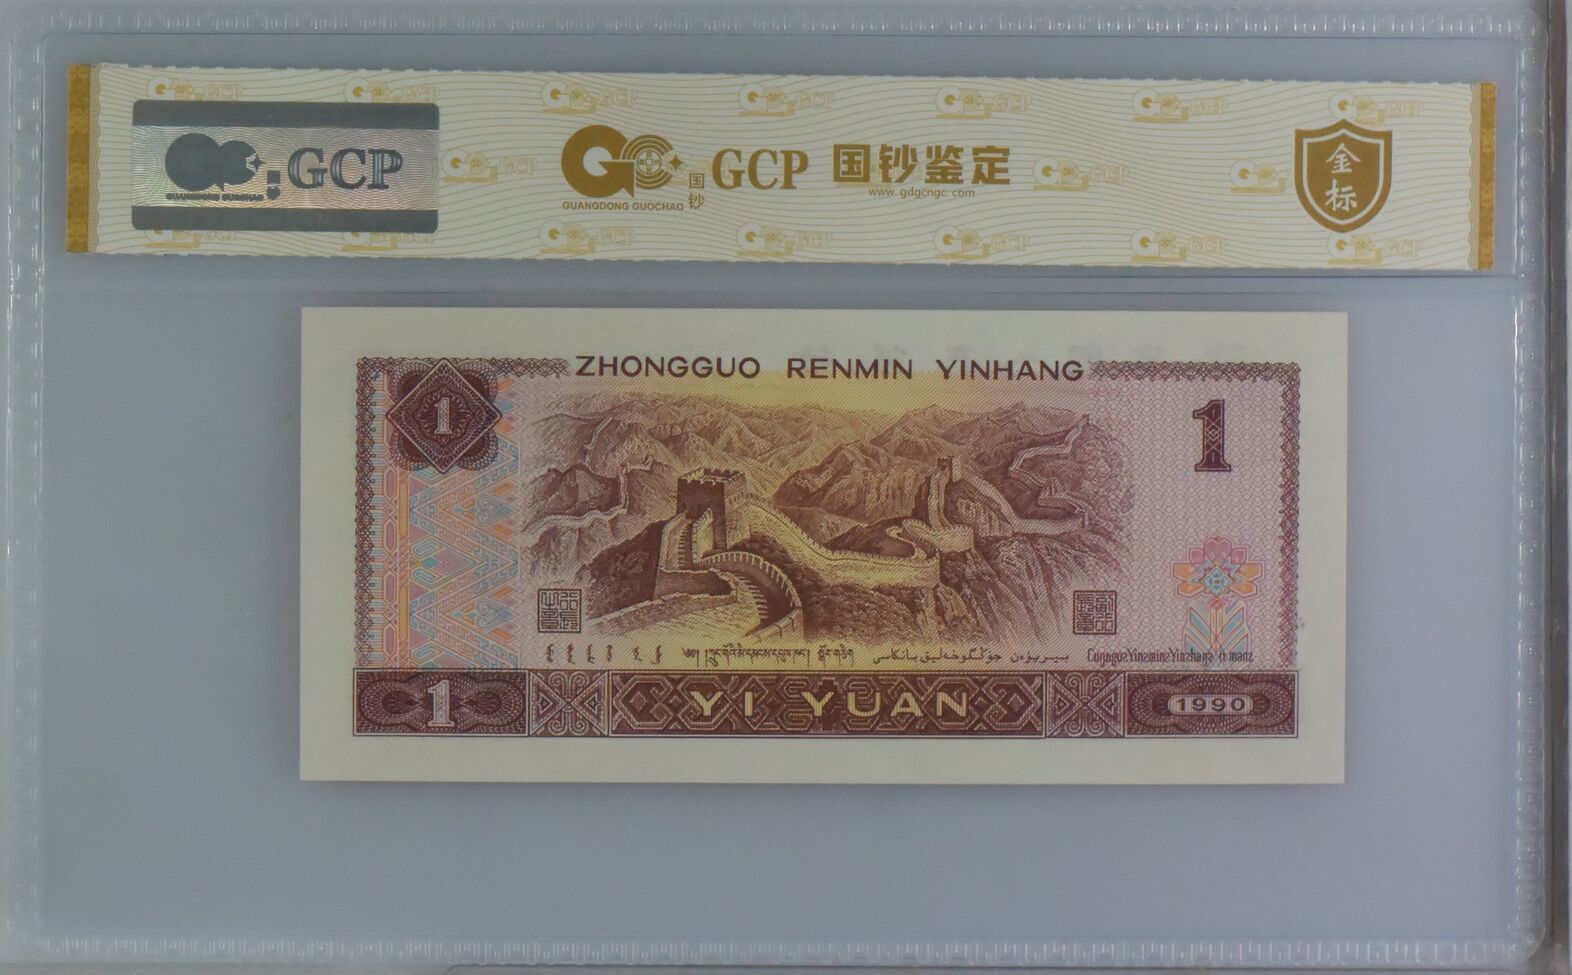 GCP
GUANGDONG GUOCHAO
国钞
GCP 国钞鉴定
www.gdgcngc.com
金标
ZHONGGUO RENMIN YINHANG
1
1
1
YI YUAN
1990